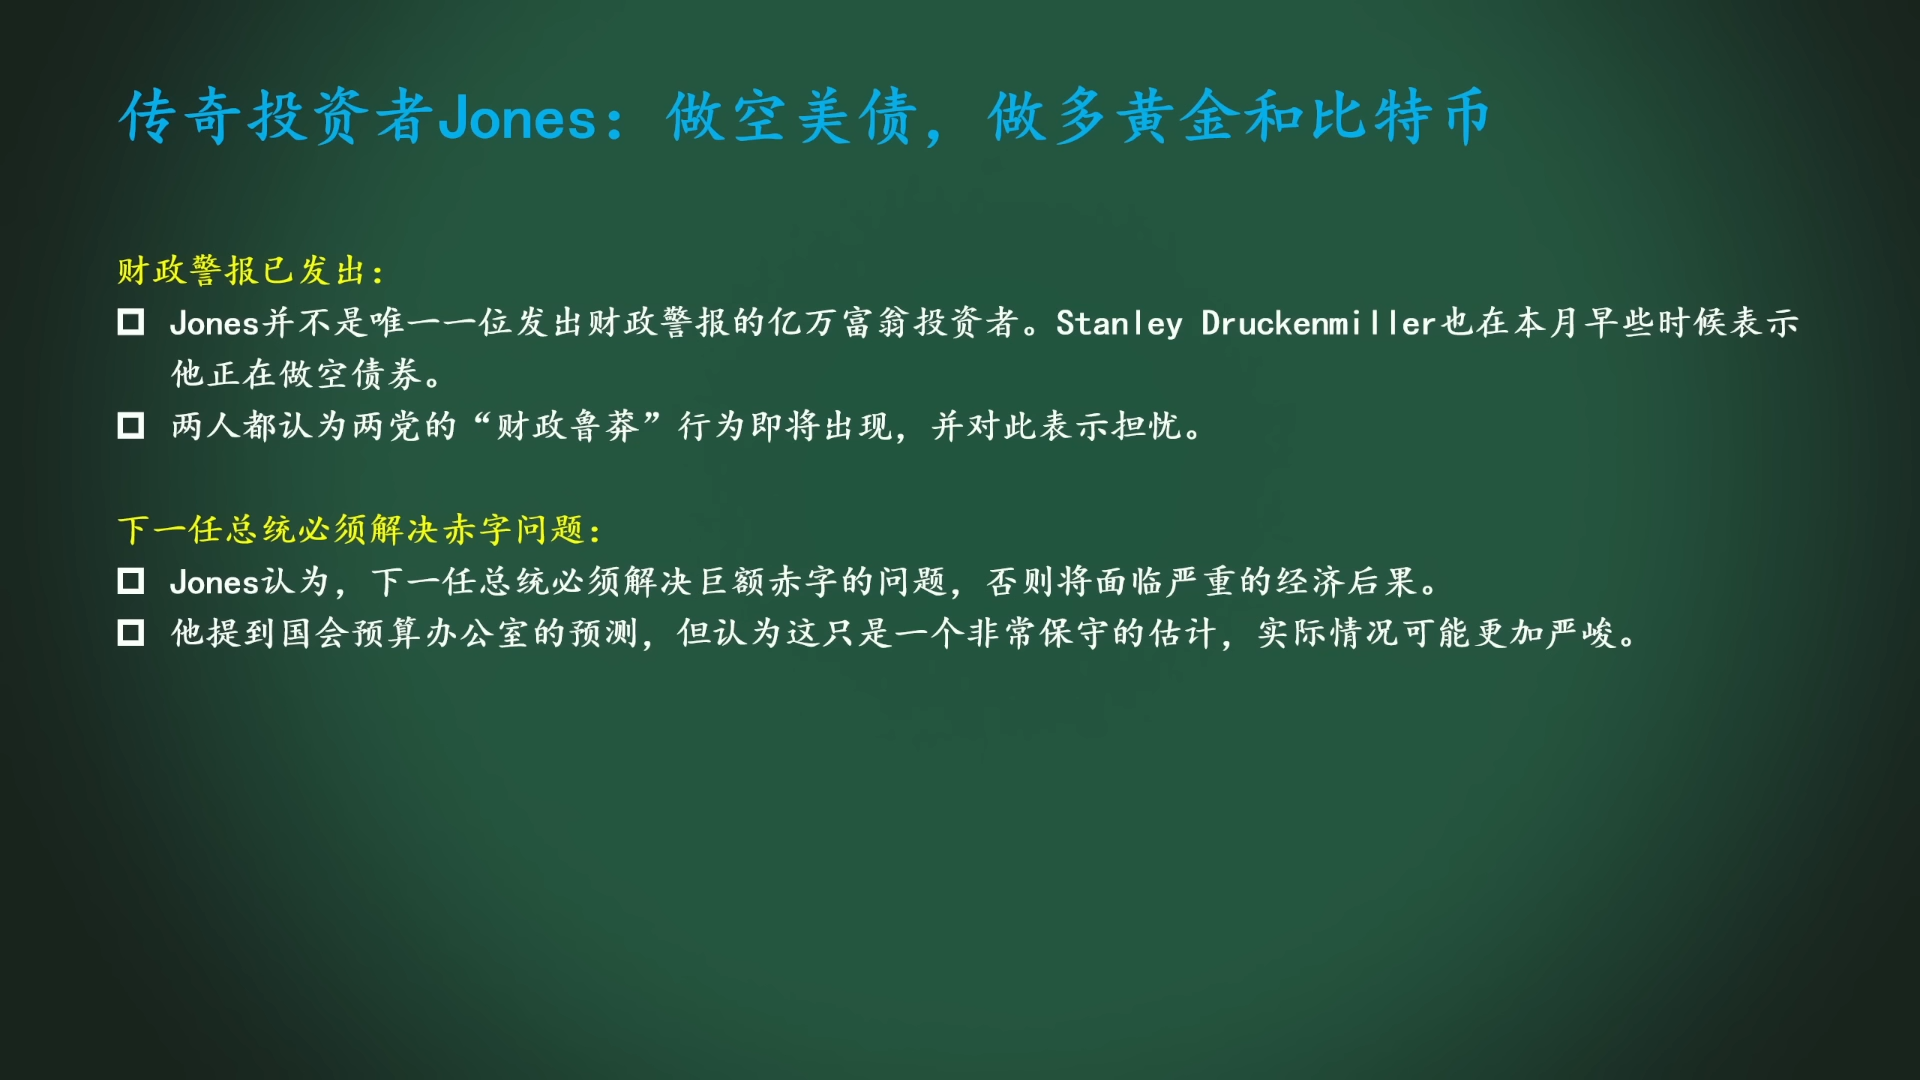 传奇投资者Jones：做空美债，做多黄金和比特币
财政警报已发出：
Jones并不是唯一一位发出财政警报的亿万富翁投资者。Stanley Druckenmiller也在本月早些时候表示
他正在做空债券。
两人都认为两党的“财政鲁莽”行为即将出现，并对此表示担忧。
下一任总统必须解决赤字问题：
Jones认为，下一任总统必须解决巨额赤字的问题，否则将面临严重的经济后果。
他提到国会预算办公室的预测，但认为这只是一个非常保守的估计，实际情况可能更加严峻。